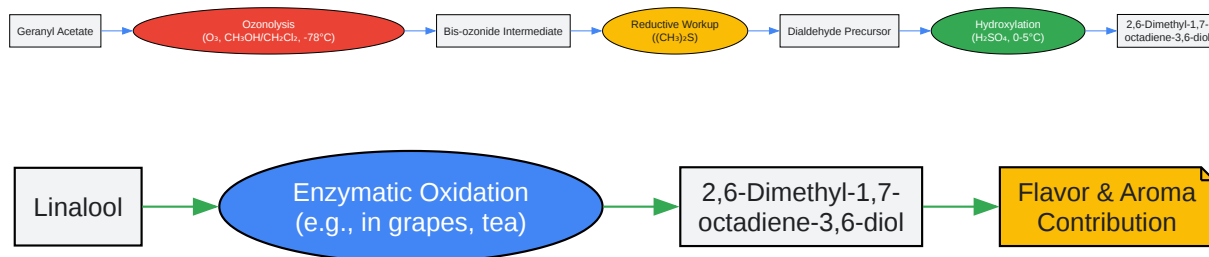 Geranyl Acetate
Ozonolysis
(O₃, CH₃OH/CH₂Cl₂, -78°C)
Bis-ozonide Intermediate
Reductive Workup
((CH₃)₂S)
Dialdehyde Precursor
Hydroxylation
(H₂SO₄, 0-5°C)
2,6-Dimethyl-1,7-
octadiene-3,6-diol
Linalool
Enzymatic Oxidation
(e.g., in grapes, tea)
2,6-Dimethyl-1,7-
octadiene-3,6-diol
Flavor & Aroma
Contribution